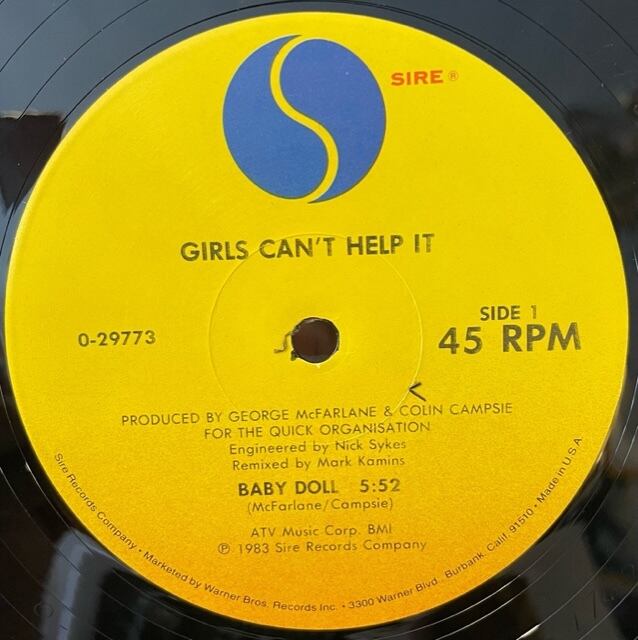 SIRE ®
GIRLS CAN'T HELP IT
0-29773
SIDE 1
45 RPM
PRODUCED BY GEORGE McFARLANE & COLIN CAMPSIE
FOR THE QUICK ORGANISATION
Engineered by Nick Sykes
Remixed by Mark Kamins
BABY DOLL 5:52
(McFarlane/Campsie)
ATV Music Corp. BMI
℗ 1983 Sire Records Company
Sire Records Company • Marketed by Warner Bros. Records Inc. • 3300 Warner Blvd. Burbank, Calif. 91510 • Made in U.S.A.